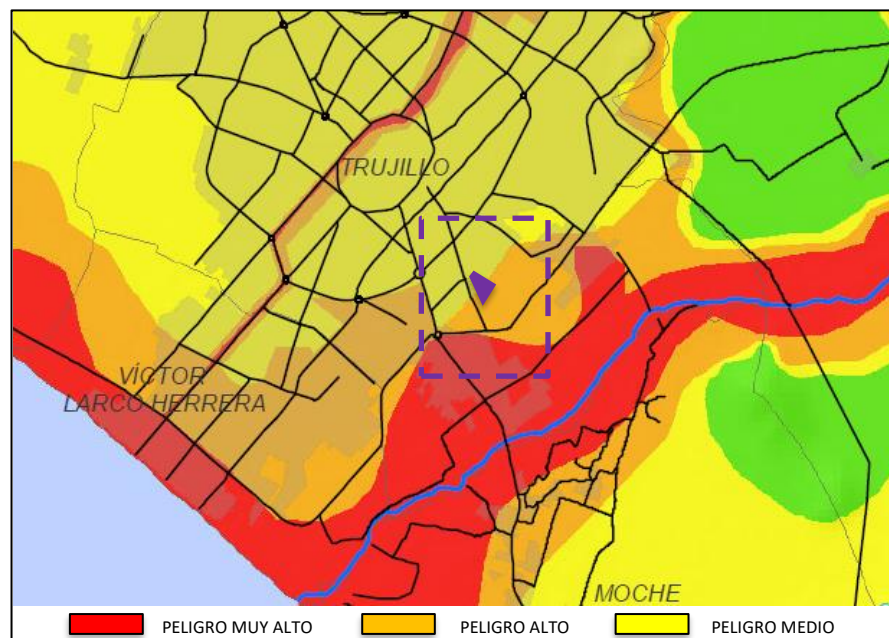 TRUJILLO
VÍCTOR
LARCO HERRERA
MOCHE
PELIGRO MUY ALTO
PELIGRO ALTO
PELIGRO MEDIO